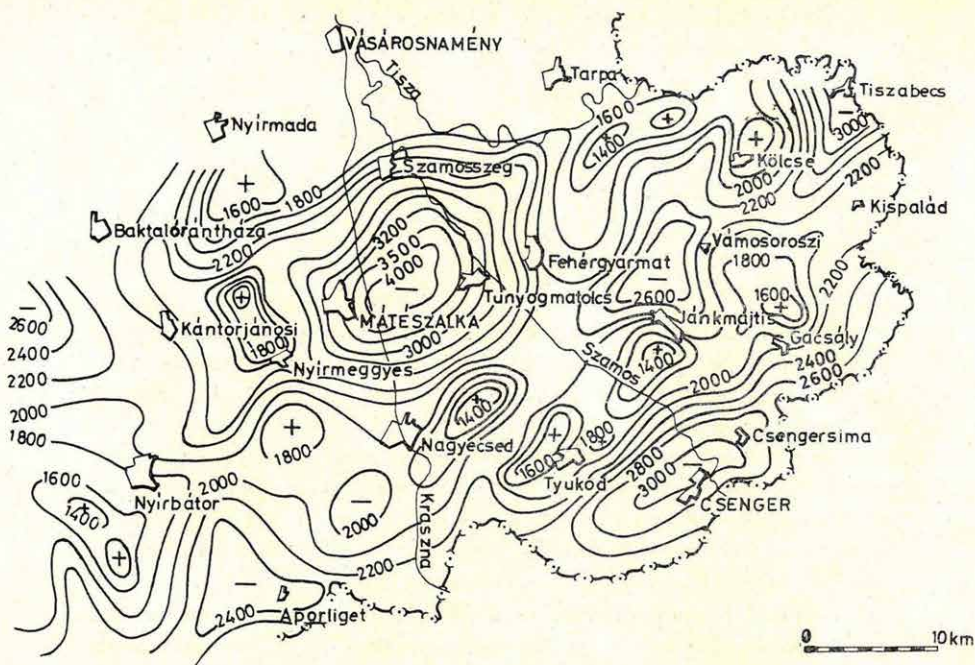 VÁSÁROSNAMÉNY
Tisza
Tarpa
Tiszabecs
3000
1600
1400
Nyírmada
Szamosszeg
Kölcse
2000
2200
2200
Kispalád
1600
1800
Baktalórántháza
2200
3200
3500
4000
Fehérgyarmat
Vámosoroszi
1800
2200
2600
Tunyogmatolcs
1600
2600
2400
2200
Kántorjánosi
1800
MÁTÉSZALKA
3000
Jánkmajtis
Gacsály
Nyírmeggyes
Szamos
1400
2000
2400
2600
2000
1800
1400
1800
Nagyecsed
1800
1600
Tyukod
Csengersima
2800
3000
CSENGER
Nyírbátor
2000
2000
Kraszna
1600
1400
2200
2400
Aporliget
0 10km